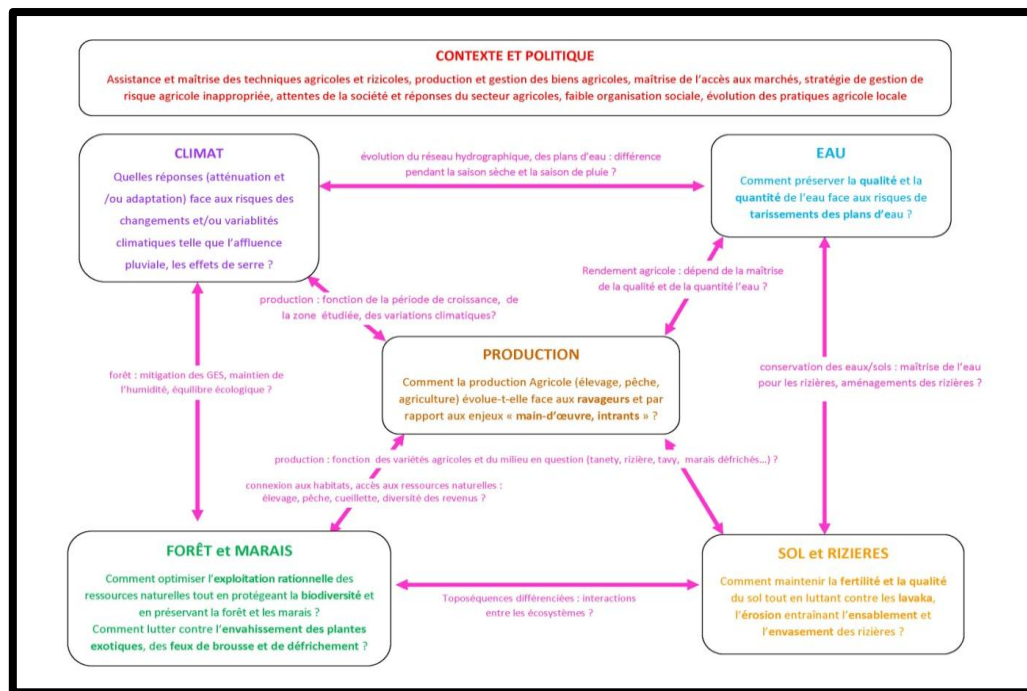 CONTEXTE ET POLITIQUE
Assistance et maîtrise des techniques agricoles et rizicoles, production et gestion des biens agricoles, maîtrise de l'accès aux marchés, stratégie de gestion de
risque agricole inappropriée, attentes de la société et réponses du secteur agricoles, faible organisation sociale, évolution des pratiques agricole locale
CLIMAT
Quelles réponses (atténuation et
/ou adaptation) face aux risques des
changements et/ou variablités
climatiques telle que l'affluence
pluviale, les effets de serre ?
évolution du réseau hydrographique, des plans d'eau : différence
pendant la saison sèche et la saison de pluie ?
EAU
Comment préserver la qualité et la
quantité de l'eau face aux risques de
tarissements des plans d'eau ?
Rendement agricole : dépend de la maîtrise
de la qualité et de la quantité l'eau ?
production : fonction de la période de croissance, de
la zone étudiée, des variations climatiques?
PRODUCTION
Comment la production Agricole (élevage, pêche,
agriculture) évolue-t-elle face aux ravageurs et par
rapport aux enjeux « main-d'œuvre, intrants » ?
forêt : mitigation des GES, maintien de
l'humidité, équilibre écologique ?
conservation des eaux/sols : maîtrise de l'eau
pour les rizières, aménagements des rizières ?
production : fonction des variétés agricoles et du milieu en question (tanety, rizière, tavy, marais défrichés…) ?
connexion aux habitats, accès aux ressources naturelles :
élevage, pêche, cueillette, diversité des revenus ?
FORÊT et MARAIS
Comment optimiser l'exploitation rationnelle des
ressources naturelles tout en protégeant la biodiversité et
en préservant la forêt et les marais ?
Comment lutter contre l'envahissement des plantes
exotiques, des feux de brousse et de défrichement ?
Toposéquences différenciées : interactions
entre les écosystèmes ?
SOL et RIZIERES
Comment maintenir la fertilité et la qualité
du sol tout en luttant contre les lavaka,
l'érosion entraînant l'ensablement et
l'envasement des rizières ?